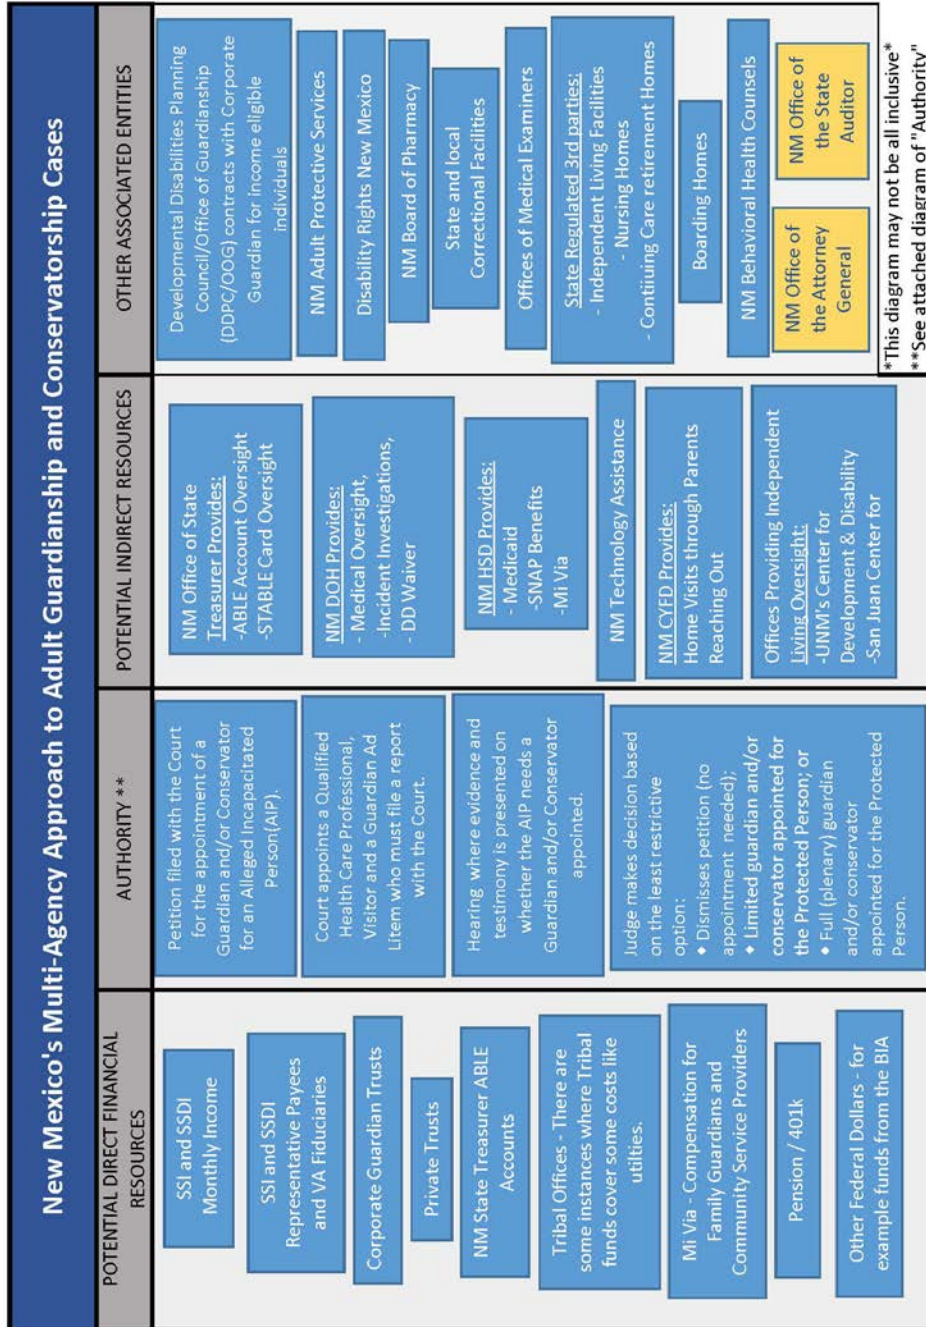 New Mexico's Multi-Agency Approach to Adult Guardianship and Conservatorship Cases
POTENTIAL DIRECT FINANCIAL
RESOURCES
SSI and SSDI
Monthly Income
SSI and SSDI
Representative Payees
and VA Fiduciaries
Corporate Guardian Trusts
Private Trusts
NM State Treasurer ABLE
Accounts
Tribal Offices - There are
some instances where Tribal
funds cover some costs like
utilties.
Mi Via - Compensation for
Family Guardians and
Community Service Providers
Pension / 401k
Other Federal Dollars - for
example funds from the BIA
AUTHORITY **
Petition filed with the Court
for the appointment of a
Guardian and/or Conservator
for an Alleged Incapacitated
Person(AIP).
Court appoints a Qualified
Health Care Professional,
Visitor and a Guardian Ad
Litem who must file a report
with the Court.
Hearing where evidence and
testimony is presented on
whether the AIP needs a
Guardian and/or Conservator
appointed.
Judge makes decision based
on the least restrictive
option:
◆ Dismisses petition (no
appointment needed);
◆ Limited guardian and/or
conservator appointed for
the Protected Person; or
◆ Full (plenary) guardian
and/or conservator
appointed for the Protected
Person.
POTENTIAL INDIRECT RESOURCES
NM Office of State
Treasurer Provides:
-ABLE Account Oversight
-STABLE Card Oversight
NM DOH Provides:
- Medical Oversight,
-Incident Investigations,
- DD Waiver
NM HSD Provides:
- Medicaid
-SNAP Benefits
-Mi Via
NM Technology Assistance
NM CYFD Provides:
Home Visits through Parents
Reaching Out
Offices Providing Independent
Living Oversight:
-UNM's Center for
Development & Disability
-San Juan Center for
OTHER ASSOCIATED ENTITIES
Developmental Disabilities Planning
Council/Office of Guardianship
(DDPC/OOG) contracts with Corporate
Guardian for income eligible
individuals
NM Adult Protective Services
Disability Rights New Mexico
NM Board of Pharmacy
State and local
Correctional Facilities
Offices of Medical Examiners
State Regulated 3rd parties:
- Independent Living Facilities
- Nursing Homes
- Continuing Care retirement Homes
Boarding Homes
NM Behavioral Health Counsels
NM Office of
the Attorney
General
NM Office of
the State
Auditor
*This diagram may not be all inclusive*
**See attached diagram of "Authority"